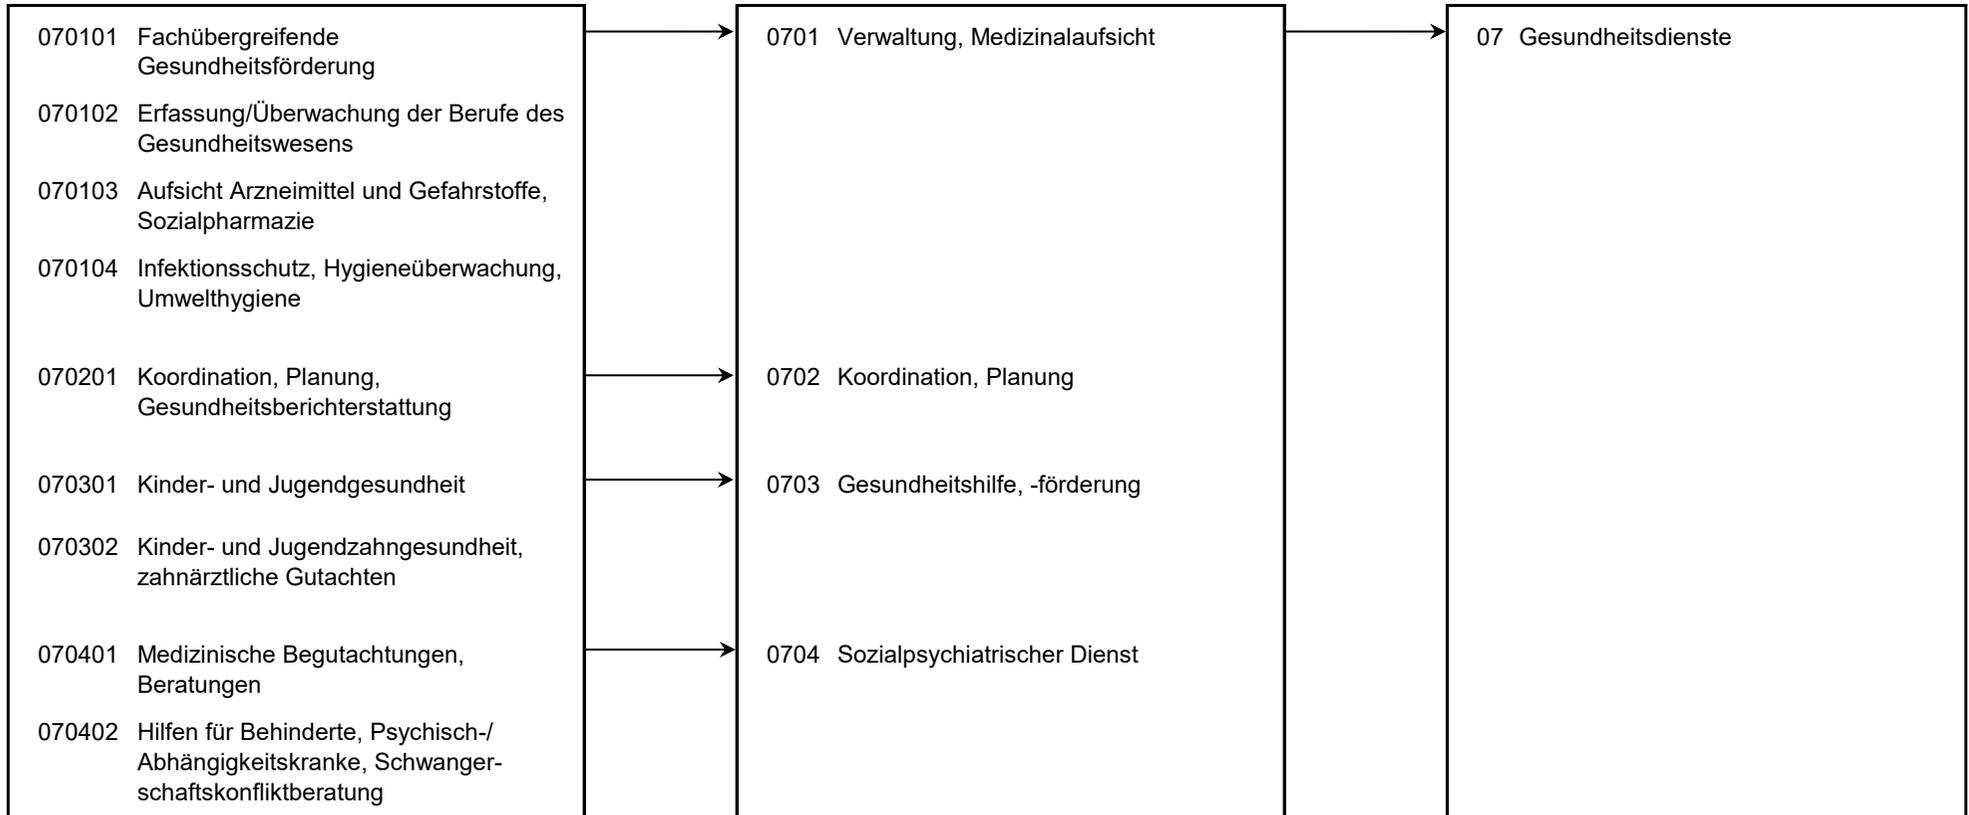 070101 Fachübergreifende
Gesundheitsförderung
070102 Erfassung/Überwachung der Berufe des
Gesundheitswesens
070103 Aufsicht Arzneimittel und Gefahrstoffe,
Sozialpharmazie
070104 Infektionsschutz, Hygieneüberwachung,
Umwelthygiene
070201 Koordination, Planung,
Gesundheitsberichterstattung
070301 Kinder- und Jugendgesundheit
070302 Kinder- und Jugendzahngesundheit,
zahnärztliche Gutachten
070401 Medizinische Begutachtungen,
Beratungen
070402 Hilfen für Behinderte, Psychisch-/
Abhängigkeitskranke, Schwanger-
schaftskonfliktberatung
0701 Verwaltung, Medizinalaufsicht
0702 Koordination, Planung
0703 Gesundheitshilfe, -förderung
0704 Sozialpsychiatrischer Dienst
07 Gesundheitsdienste